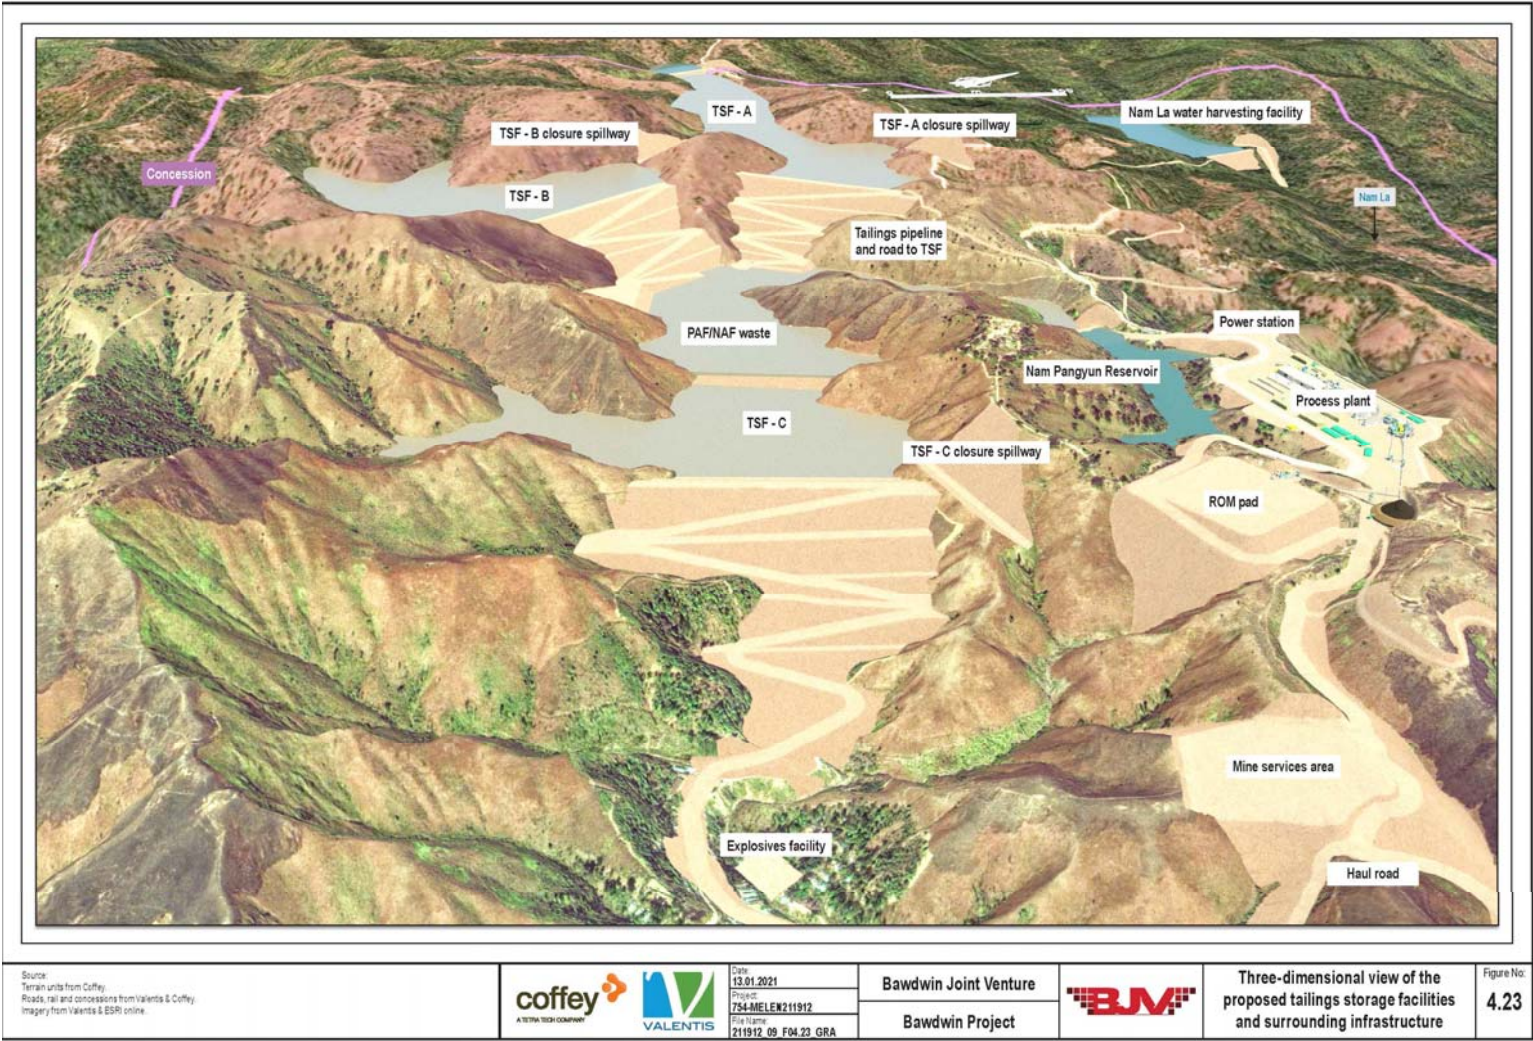 TSF - A
Nam La water harvesting facility
TSF - B closure spillway
TSF - A closure spillway
Concession
TSF - B
Nam La
Tailings pipeline
and road to TSF
Power station
PAF/NAF waste
Nam Pangyun Reservoir
Process plant
TSF - C
TSF - C closure spillway
ROM pad
Mine services area
Explosives facility
Haul road
Source:
Terrain units from Coffey.
Roads, rail and concessions from Valentis & Coffey.
Imagery from Valentis & ESRI online.
coffey
A TETRA TECH COMPANY
VALENTIS
Date:
13.01.2021
Project:
754-MELEN211912
File Name:
211912_09_F04.23_GRA
Bawdwin Joint Venture
Bawdwin Project
BJV
Three-dimensional view of the
proposed tailings storage facilities
and surrounding infrastructure
Figure No:
4.23